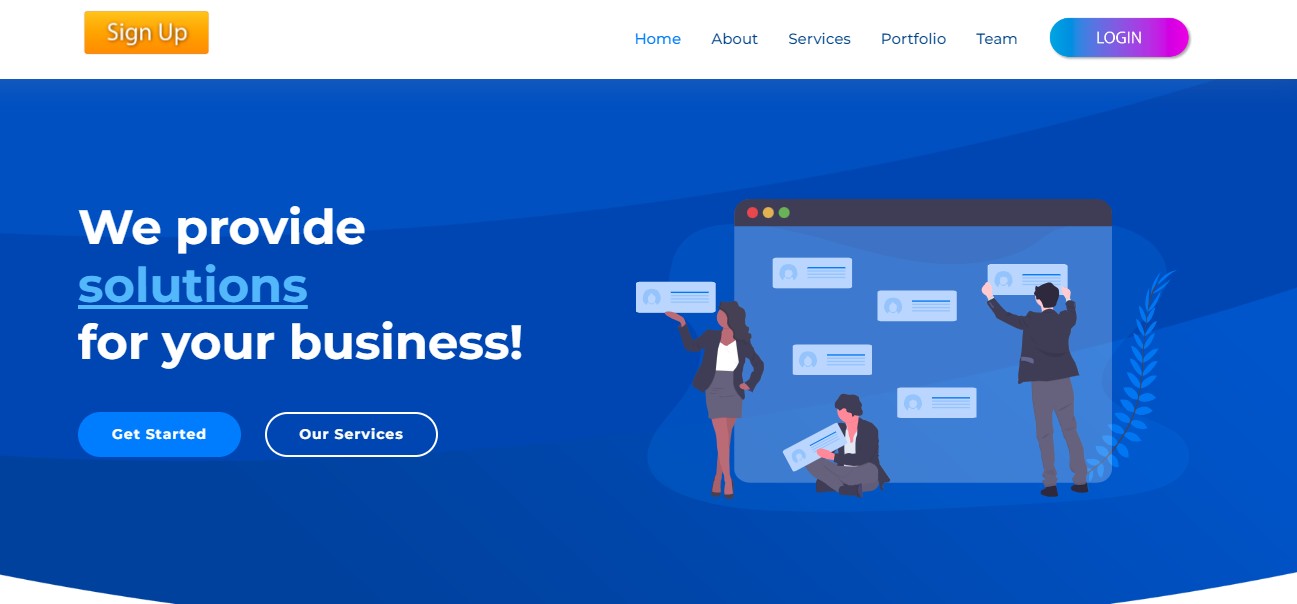 Sign Up
Home About Services Portfolio Team LOGIN
We provide
solutions
for your business!
Get Started Our Services